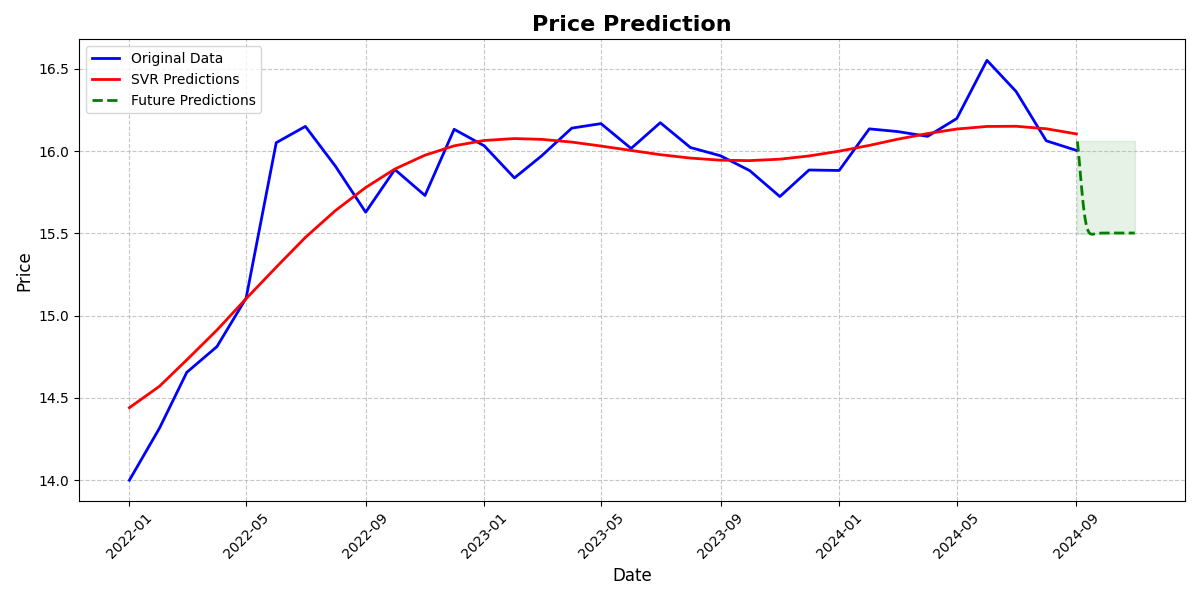 Price Prediction
Original Data
SVR Predictions
Future Predictions
16.5
16.0
15.5
15.0
14.5
14.0
Price
2022-01
2022-05
2022-09
2023-01
2023-05
2023-09
2024-01
2024-05
2024-09
Date